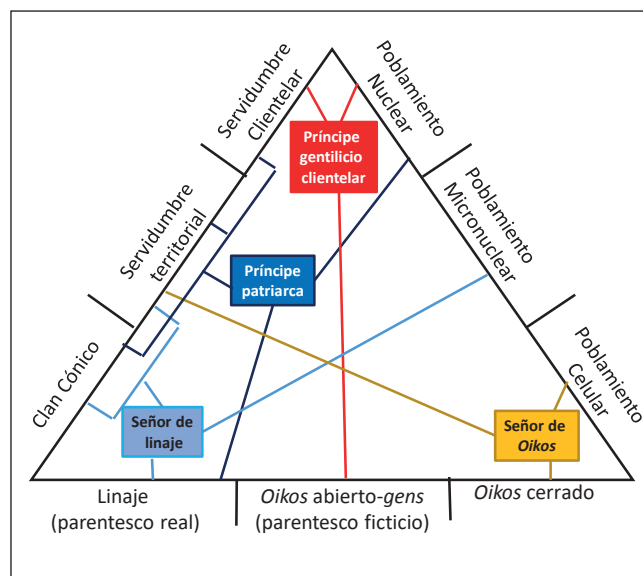 Servidumbre
Clientelar
Poblamiento
Nuclear
Príncipe
gentilicio
clientelar
Servidumbre
territorial
Poblamiento
Micronuclear
Príncipe
patriarca
Clan Cónico
Poblamiento
Celular
Señor de
linaje
Señor de
Oikos
Linaje
(parentesco real)
Oikos abierto-gens
(parentesco ficticio)
Oikos cerrado